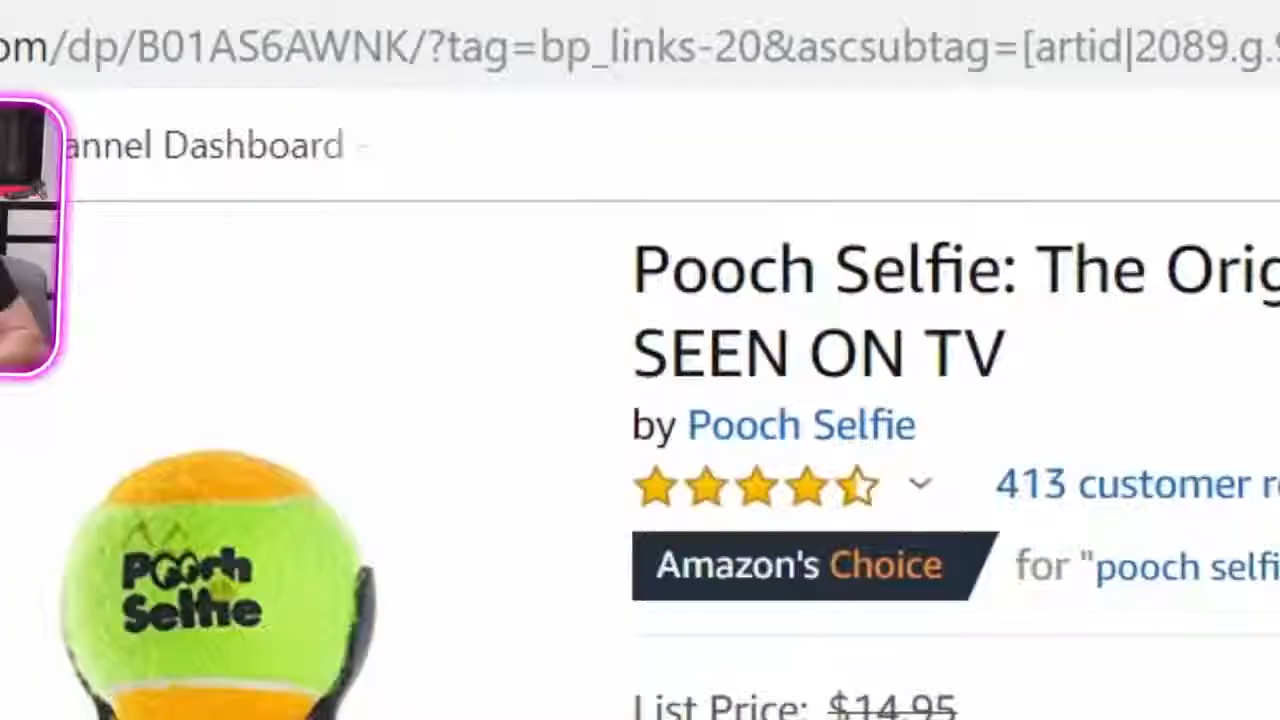 om/dp/B01AS6AWNK/?tag=bp_links-20&ascsubtag=[artid|2089.g.
annel Dashboard -
Pooch Selfie: The Orig
SEEN ON TV
by Pooch Selfie
413 customer re
Amazon's Choice for "pooch selfi
Pooch
Selfie
List Price: $14.95